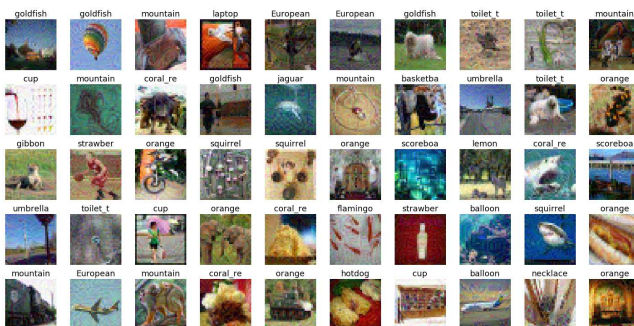 goldfish goldfish mountain laptop European European goldfish toilet_t toilet_t mountain
cup mountain coral_re goldfish jaguar mountain basketba umbrella toilet_t orange
gibbon strawber orange squirrel squirrel orange scoreboa lemon coral_re scoreboa
umbrella toilet_t cup orange coral_re flamingo strawber balloon squirrel orange
mountain European mountain coral_re orange hotdog cup balloon necklace orange